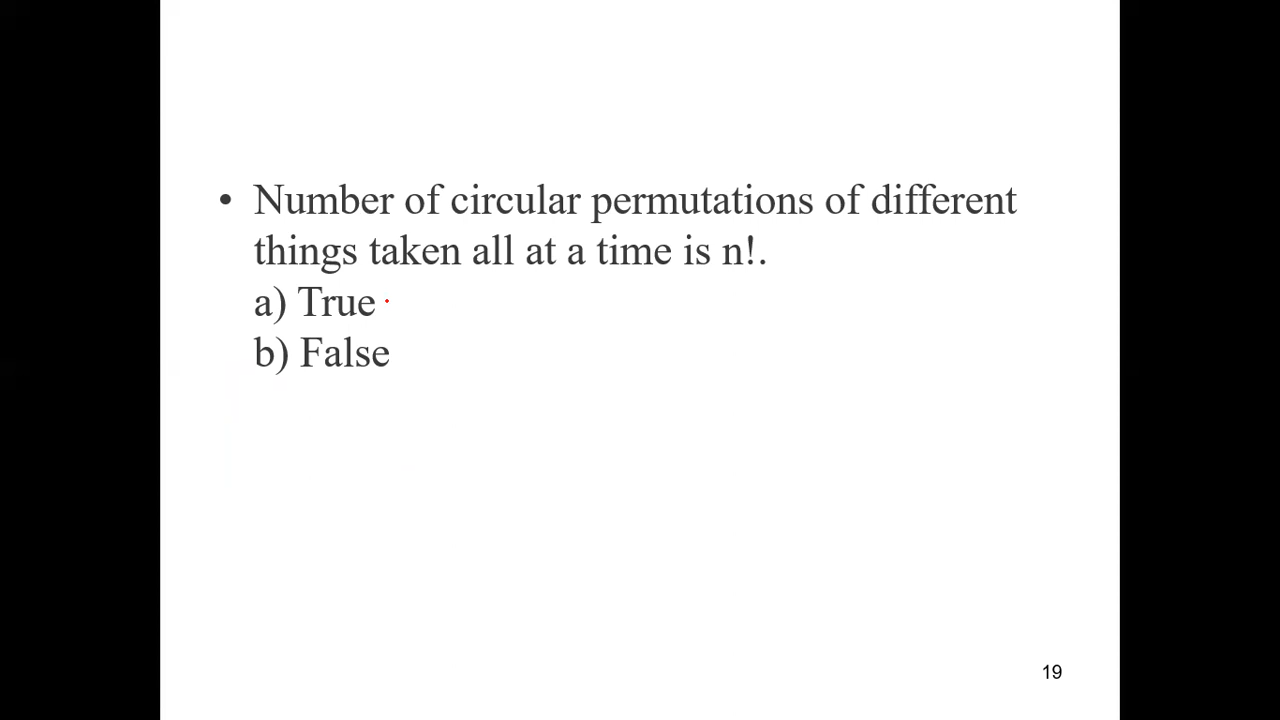 • Number of circular permutations of different
things taken all at a time is n!.
a) True
b) False
19